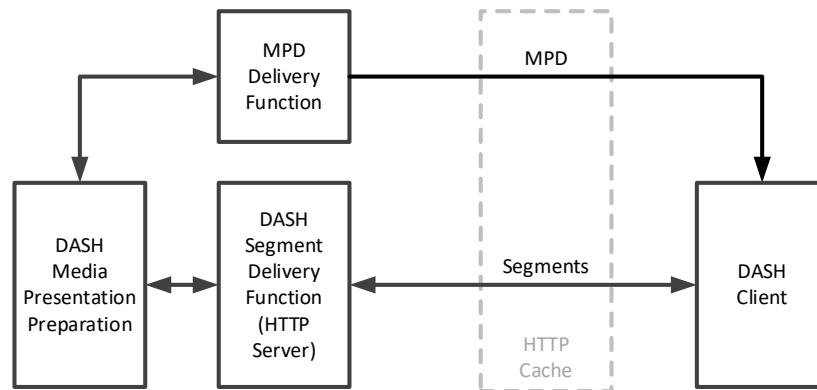 MPD
Delivery
Function
MPD
DASH
Media
Presentation
Preparation
DASH
Segment
Delivery
Function
(HTTP
Server)
Segments
DASH
Client
HTTP
Cache